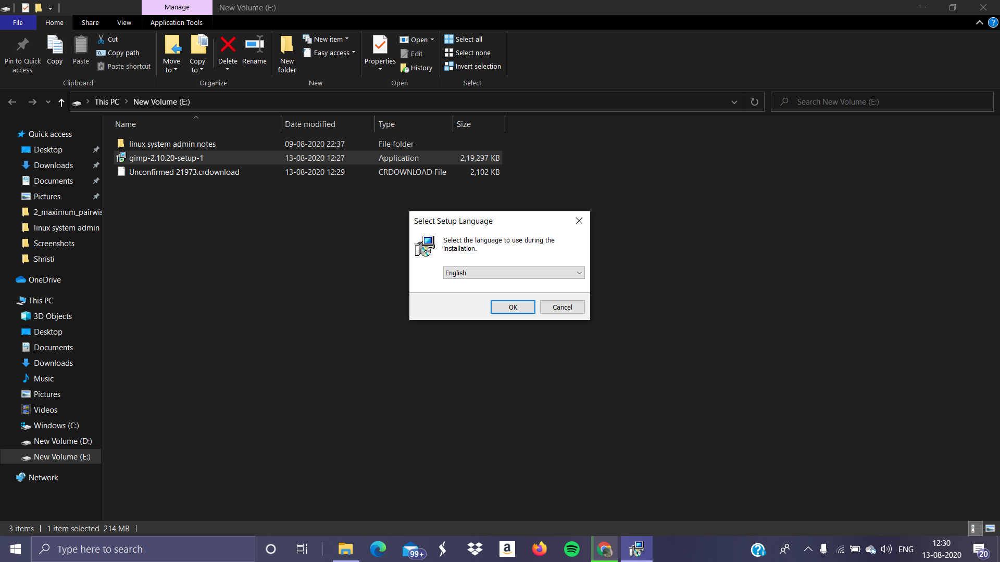 Manage
New Volume (E:)
File
Home
Share
View
Application Tools
Pin to Quick
access
Copy
Paste
Cut
Copy path
Paste shortcut
Clipboard
Move
to
Copy
to
Delete
Rename
Organize
New
folder
New item
Easy access
New
Properties
Open
Edit
History
Open
Select all
Select none
Invert selection
Select
This PC
New Volume (E:)
Search New Volume (E:)
Name
Date modified
Type
Size
linux system admin notes
09-08-2020 22:37
File folder
gimp-2.10.20-setup-1
13-08-2020 12:27
Application
2,19,297 KB
Unconfirmed 21973.crdownload
13-08-2020 12:29
CRDOWNLOAD File
2,102 KB
Quick access
Desktop
Downloads
Documents
Pictures
2_maximum_pairwis
linux system admin
Screenshots
Shristi
OneDrive
This PC
3D Objects
Desktop
Documents
Downloads
Music
Pictures
Videos
Windows (C:)
New Volume (D:)
New Volume (E:)
Network
Select Setup Language
Select the language to use during the
installation.
English
OK
Cancel
3 items
1 item selected 214 MB
Type here to search
99+
a
ENG
12:30
13-08-2020
20